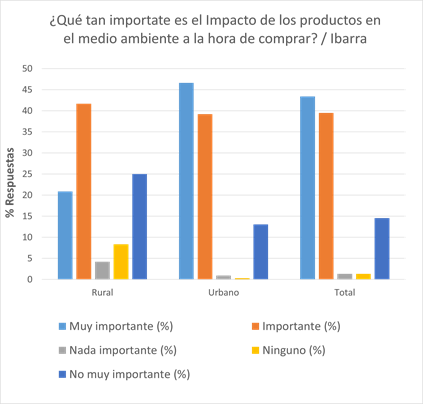 ¿Qué tan importate es el Impacto de los productos en
el medio ambiente a la hora de comprar? / Ibarra
% Respuestas
50
45
40
35
30
25
20
15
10
5
0
Rural Urbano Total
Muy importante (%) Importante (%)
Nada importante (%) Ninguno (%)
No muy importante (%)